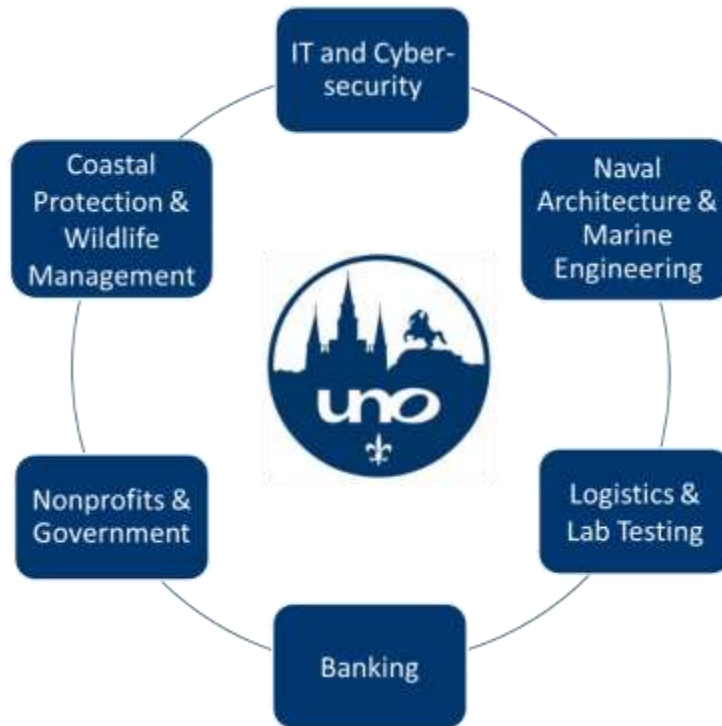 IT and Cyber-
security
Naval
Architecture &
Marine
Engineering
Logistics &
Lab Testing
Banking
Nonprofits &
Government
Coastal
Protection &
Wildlife
Management
uno